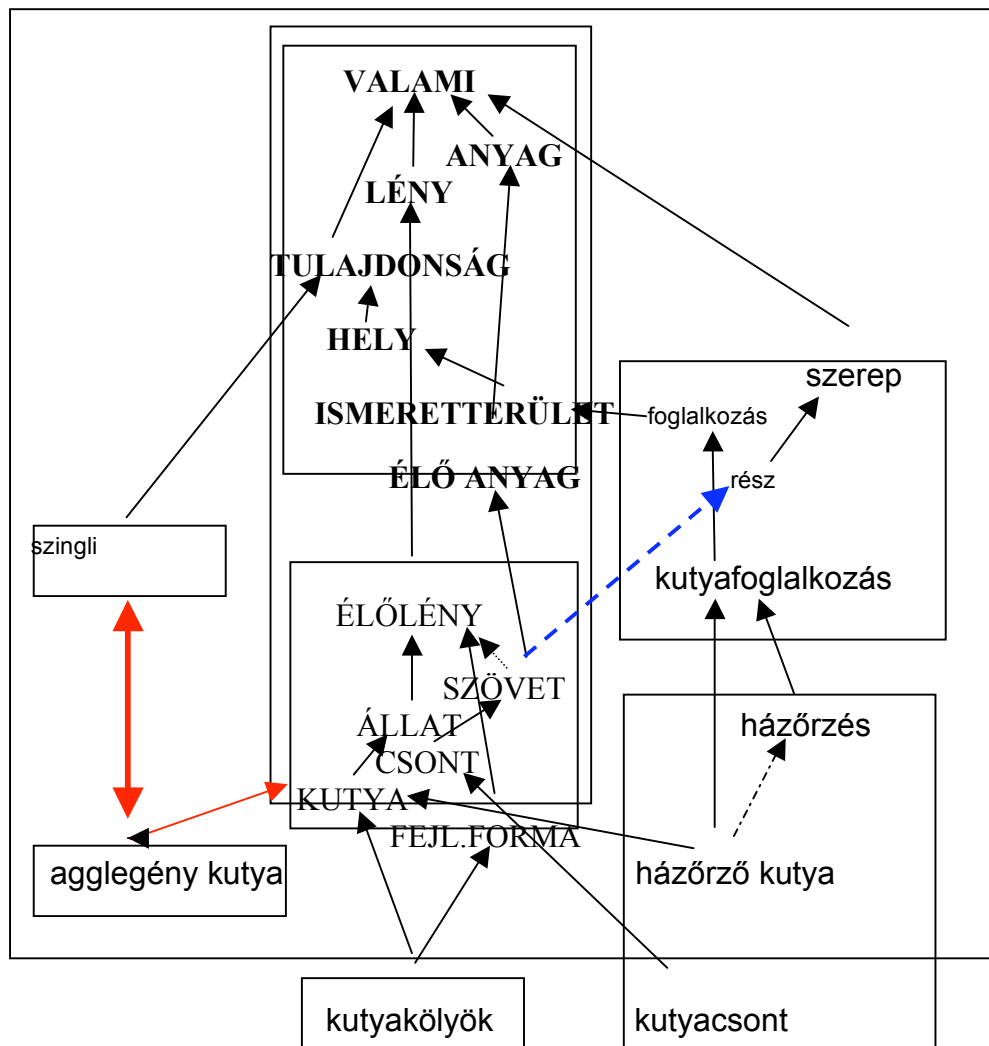 VALAMI
ANYAG
LÉNY
TULAJDONSÁG
HELY
szerep
ISMERETTERÜLET
foglalkozás
ÉLŐ ANYAG
rész
szingli
kutyafoglalkozás
ÉLŐLÉNY
SZÖVET
ÁLLAT
házőrzés
CSONT
KUTYA
FEJL.FORMA
agglegény kutya
házőrző kutya
kutyakölyök
kutyacsont